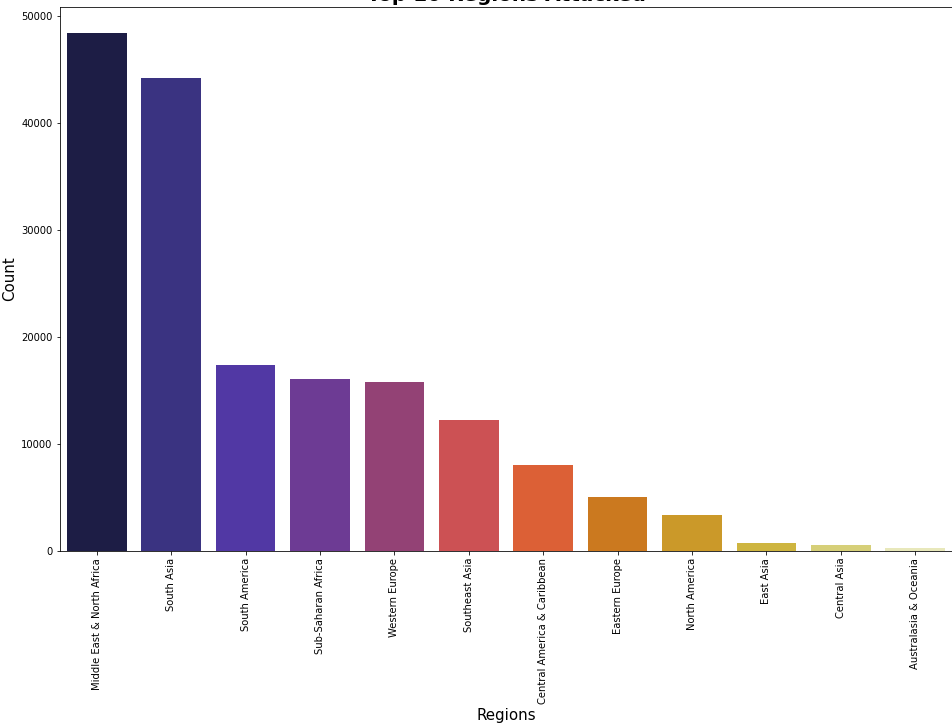 50000
40000
30000
20000
10000
0
Count
Middle East & North Africa
South Asia
South America
Sub-Saharan Africa
Western Europe
Southeast Asia
Central America & Caribbean
Eastern Europe
North America
East Asia
Central Asia
Australasia & Oceania
Regions